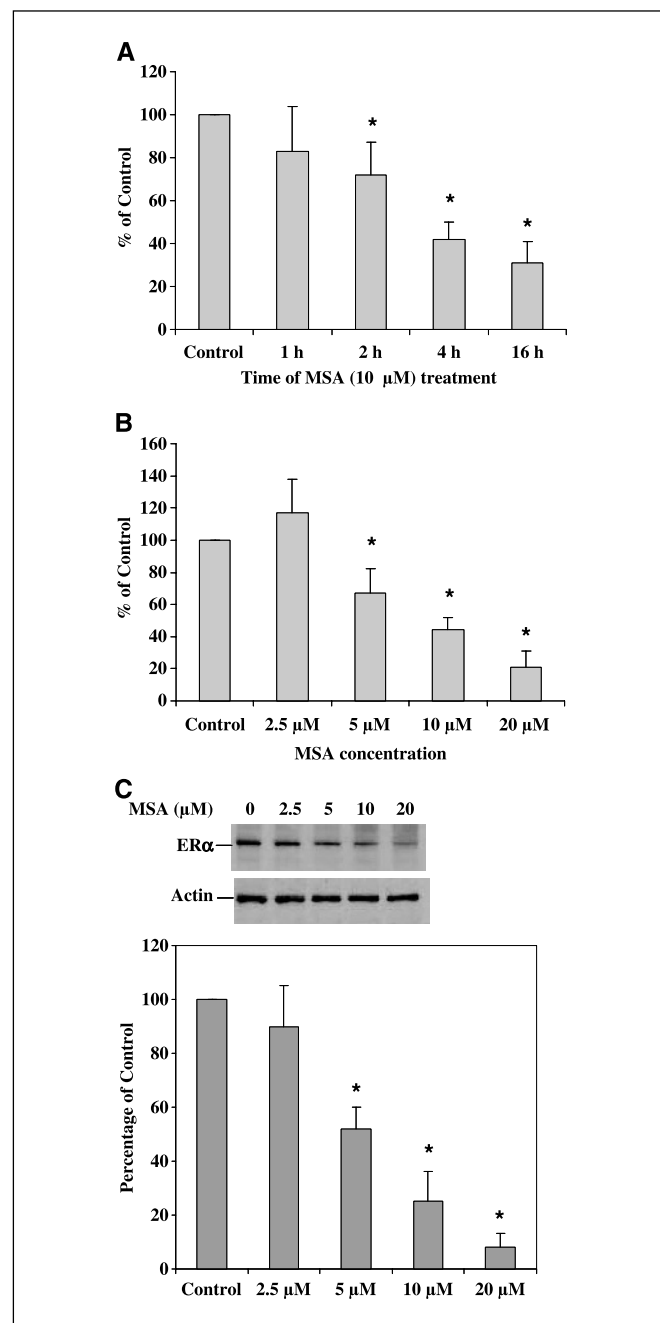 A
120
100
80
60
40
20
0
% of Control
*
*
*
Control 1 h 2 h 4 h 16 h
Time of MSA (10 µM) treatment
B
160
140
120
100
80
60
40
20
0
% of Control
*
*
*
Control 2.5 µM 5 µM 10 µM 20 µM
MSA concentration
C
MSA (µM) 0 2.5 5 10 20
ERα
Actin
120
100
80
60
40
20
0
Percentage of Control
*
*
*
Control 2.5 µM 5 µM 10 µM 20 µM